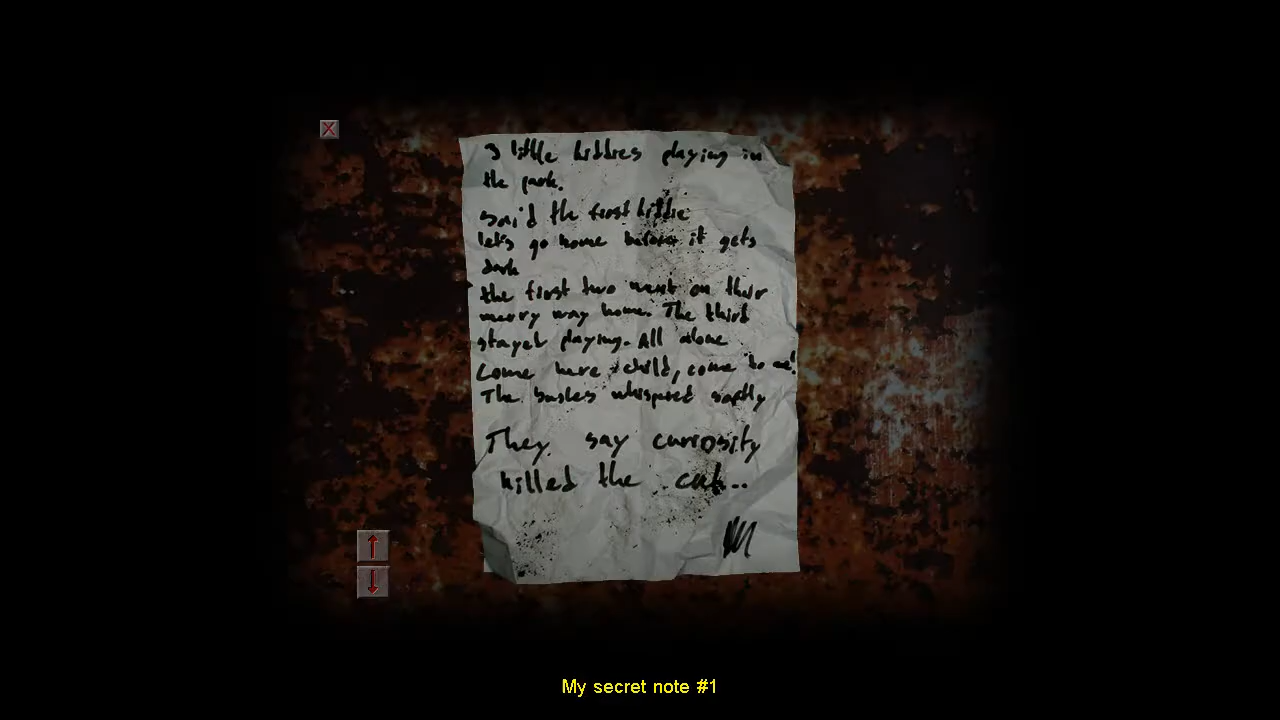 3 little kiddies playing in
the park.
said the first kiddie
let's go home before it gets
dark
the first two went on their
merry way home. The third
stayed playing. All alone
Come here child, come to me!
The bushes whispered softly
They say curiosity
killed the cat..
My secret note #1